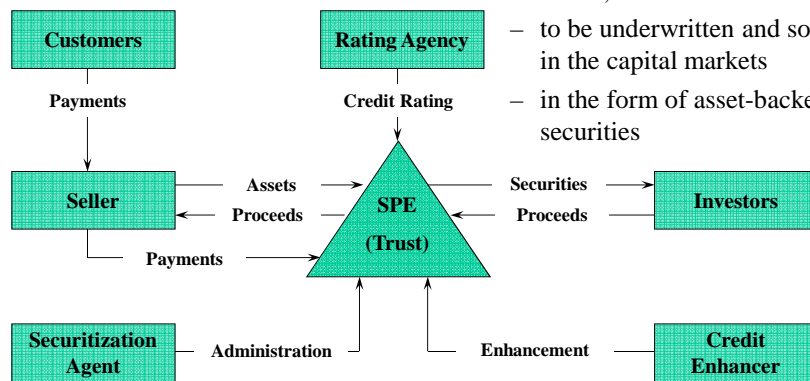 Customers
Rating Agency
– to be underwritten and so
in the capital markets
– in the form of asset-backe
securities
Payments
Credit Rating
Seller
Assets
Proceeds
SPE
(Trust)
Securities
Proceeds
Investors
Payments
Securitization
Agent
Administration
Enhancement
Credit
Enhancer